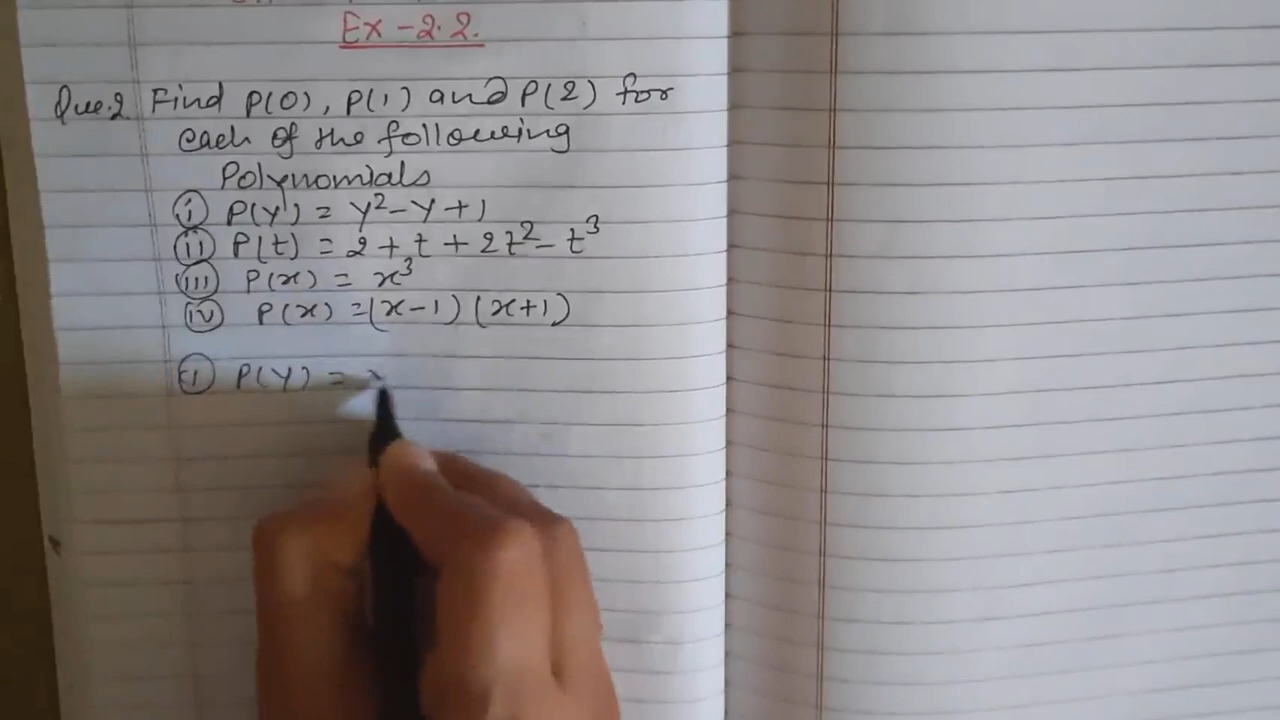 Ex-2.2.
Que.2 Find P(0), P(1) and P(2) for
each of the following
Polynomials
(i) P(Y) = Y²-Y+1
(ii) P(t) = 2+t+2t²-t³
(iii) P(x) = x³
(iv) P(x) =(x-1)(x+1)
(i) P(Y) =